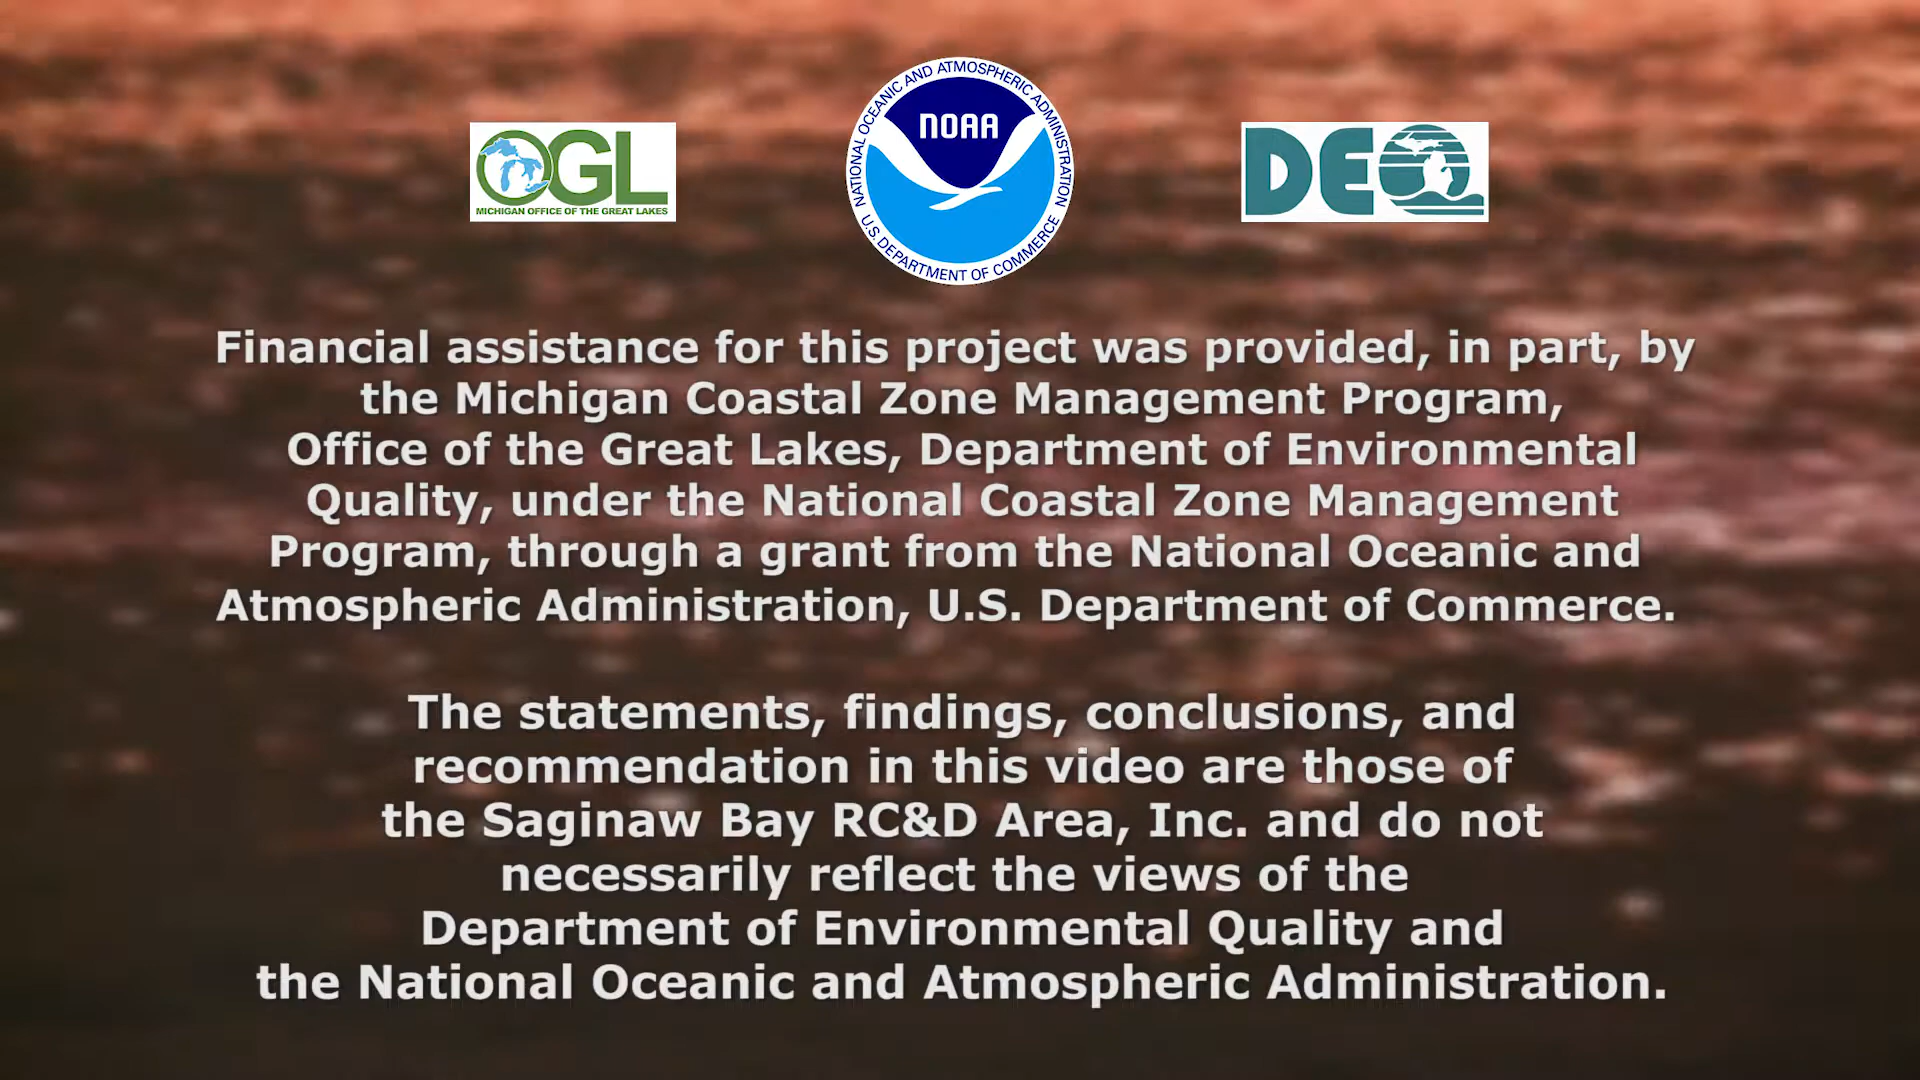 OGL
MICHIGAN OFFICE OF THE GREAT LAKES
NATIONAL OCEANIC AND ATMOSPHERIC ADMINISTRATION
NOAA
U.S. DEPARTMENT OF COMMERCE
DEQ
Financial assistance for this project was provided, in part, by
the Michigan Coastal Zone Management Program,
Office of the Great Lakes, Department of Environmental
Quality, under the National Coastal Zone Management
Program, through a grant from the National Oceanic and
Atmospheric Administration, U.S. Department of Commerce.
The statements, findings, conclusions, and
recommendation in this video are those of
the Saginaw Bay RC&D Area, Inc. and do not
necessarily reflect the views of the
Department of Environmental Quality and
the National Oceanic and Atmospheric Administration.